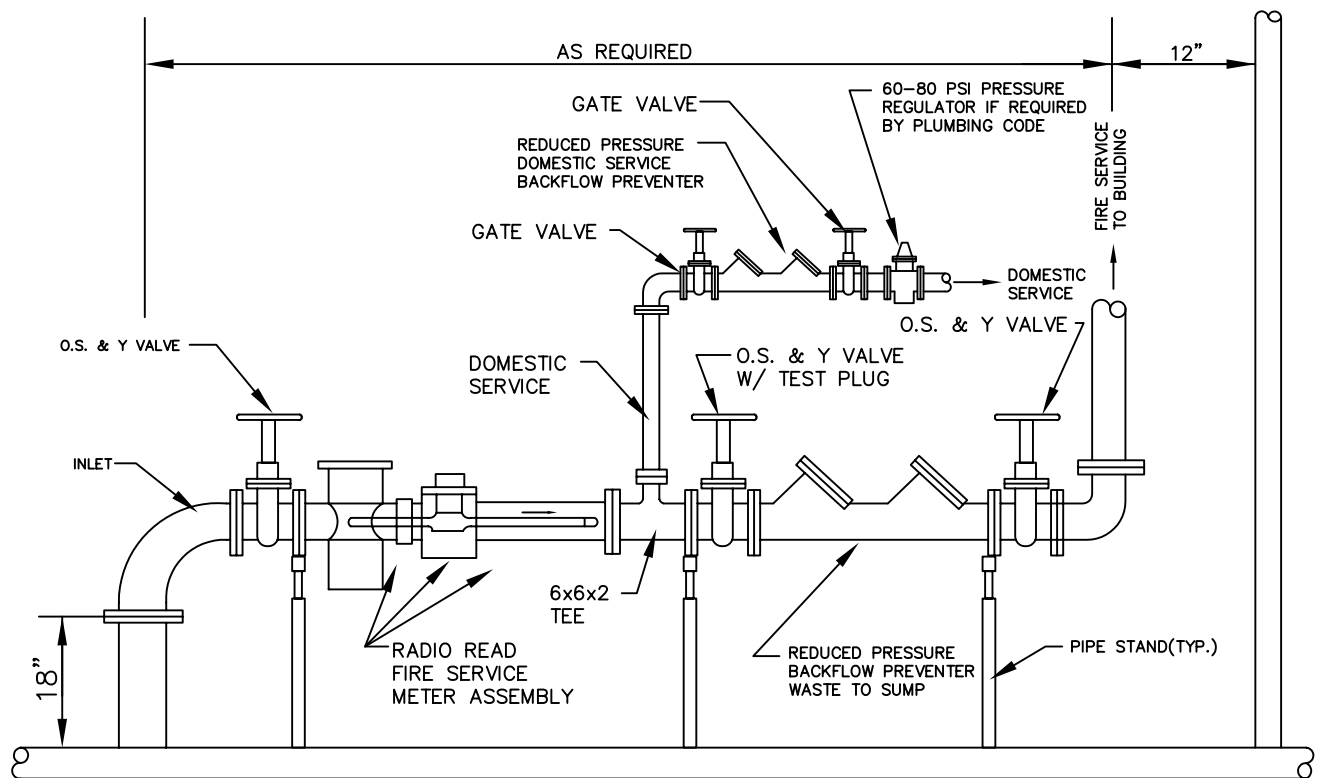 AS REQUIRED
12"
GATE VALVE
60-80 PSI PRESSURE
REGULATOR IF REQUIRED
BY PLUMBING CODE
REDUCED PRESSURE
DOMESTIC SERVICE
BACKFLOW PREVENTER
FIRE SERVICE
TO BUILDING
GATE VALVE
DOMESTIC
SERVICE
O.S. & Y VALVE
O.S. & Y VALVE
DOMESTIC
SERVICE
O.S. & Y VALVE
W/ TEST PLUG
INLET
6x6x2
TEE
18"
RADIO READ
FIRE SERVICE
METER ASSEMBLY
REDUCED PRESSURE
BACKFLOW PREVENTER
WASTE TO SUMP
PIPE STAND(TYP.)